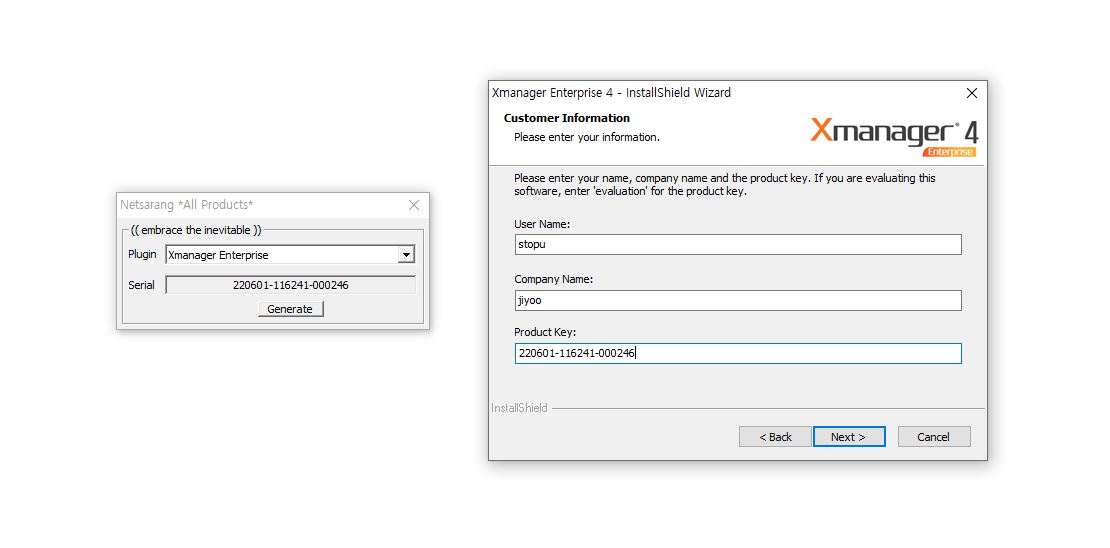 Netsarang *All Products*
(( embrace the inevitable ))
Plugin Xmanager Enterprise
Serial 220601-116241-000246
Generate
Xmanager Enterprise 4 - InstallShield Wizard
Customer Information
Please enter your information.
Xmanager® 4
Enterprise
Please enter your name, company name and the product key. If you are evaluating this
software, enter 'evaluation' for the product key.
User Name:
stopu
Company Name:
jiyoo
Product Key:
220601-116241-000246
InstallShield
< Back Next > Cancel